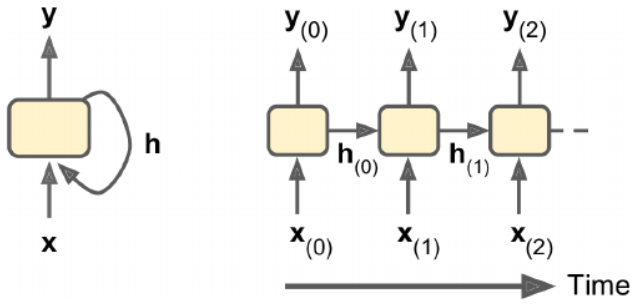 y
h
x
y(0) y(1) y(2)
h(0) h(1)
x(0) x(1) x(2)
Time